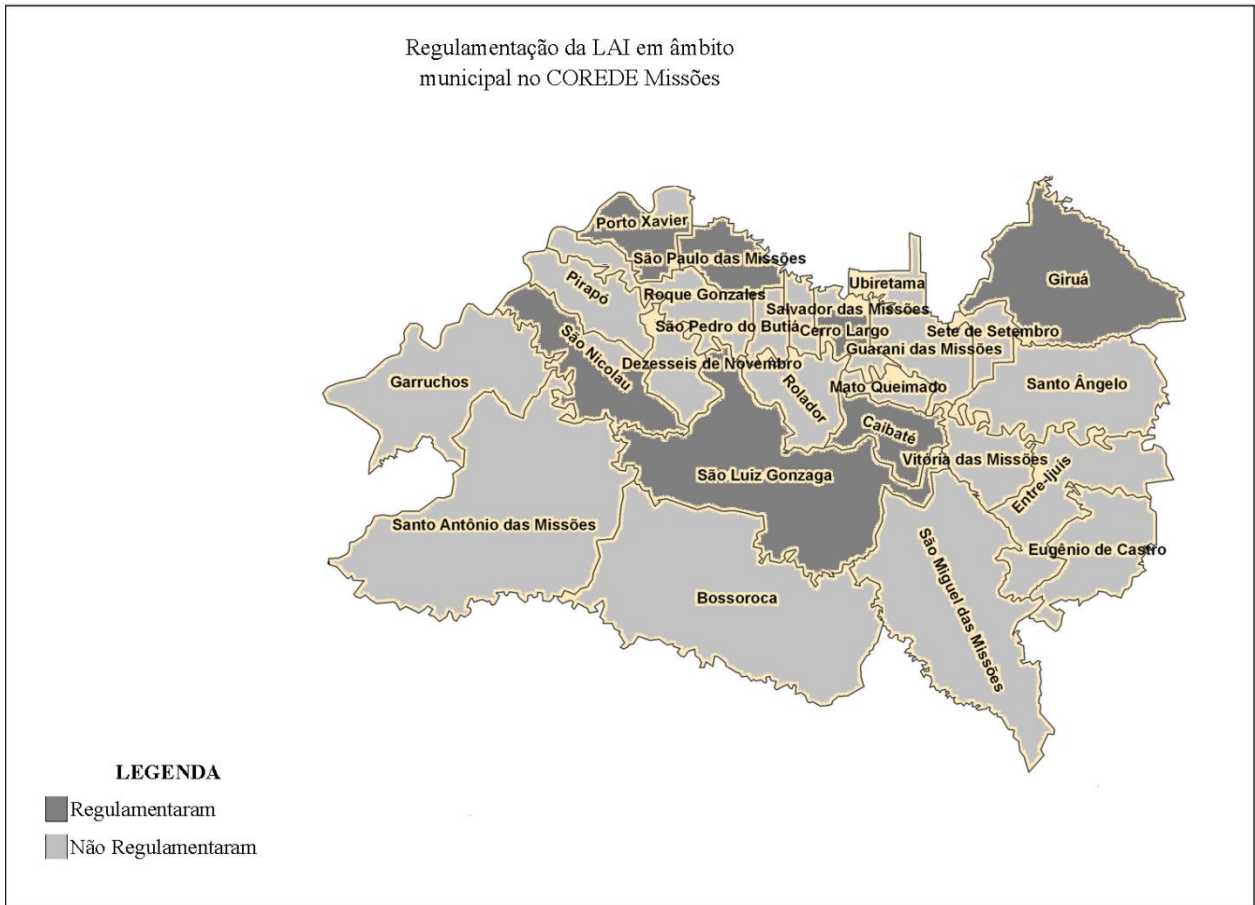 Regulamentação da LAI em âmbito
municipal no COREDE Missões
Porto Xavier
São Paulo das Missões
Giruá
Pirapó
Ubiretama
Roque Gonzales
Salvador das Missões
São Pedro do Butiá
Cerro Largo
Sete de Setembro
Guarani das Missões
São Nicolau
Dezesseis de Novembro
Garruchos
Rolador
Mato Queimado
Santo Ângelo
Caibaté
Vitória das Missões
São Luiz Gonzaga
Entre-Ijuis
Santo Antônio das Missões
Eugênio de Castro
Bossoroca
São Miguel das Missões
LEGENDA
Regulamentaram
Não Regulamentaram